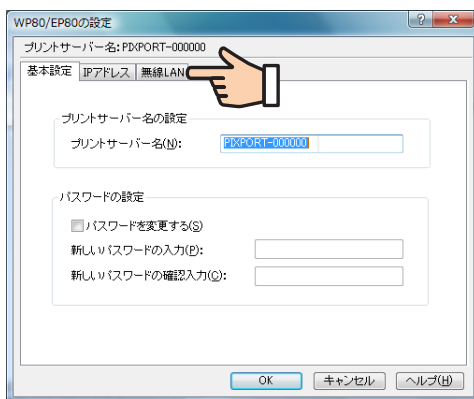 WP80/EP80の設定
プリントサーバー名:PIXPORT-000000
基本設定 IPアドレス 無線LAN
プリントサーバー名の設定
プリントサーバー名(N): PIXPORT-000000
パスワードの設定
パスワードを変更する(S)
新しいパスワードの入力(P):
新しいパスワードの確認入力(C):
OK キャンセル ヘルプ(H)